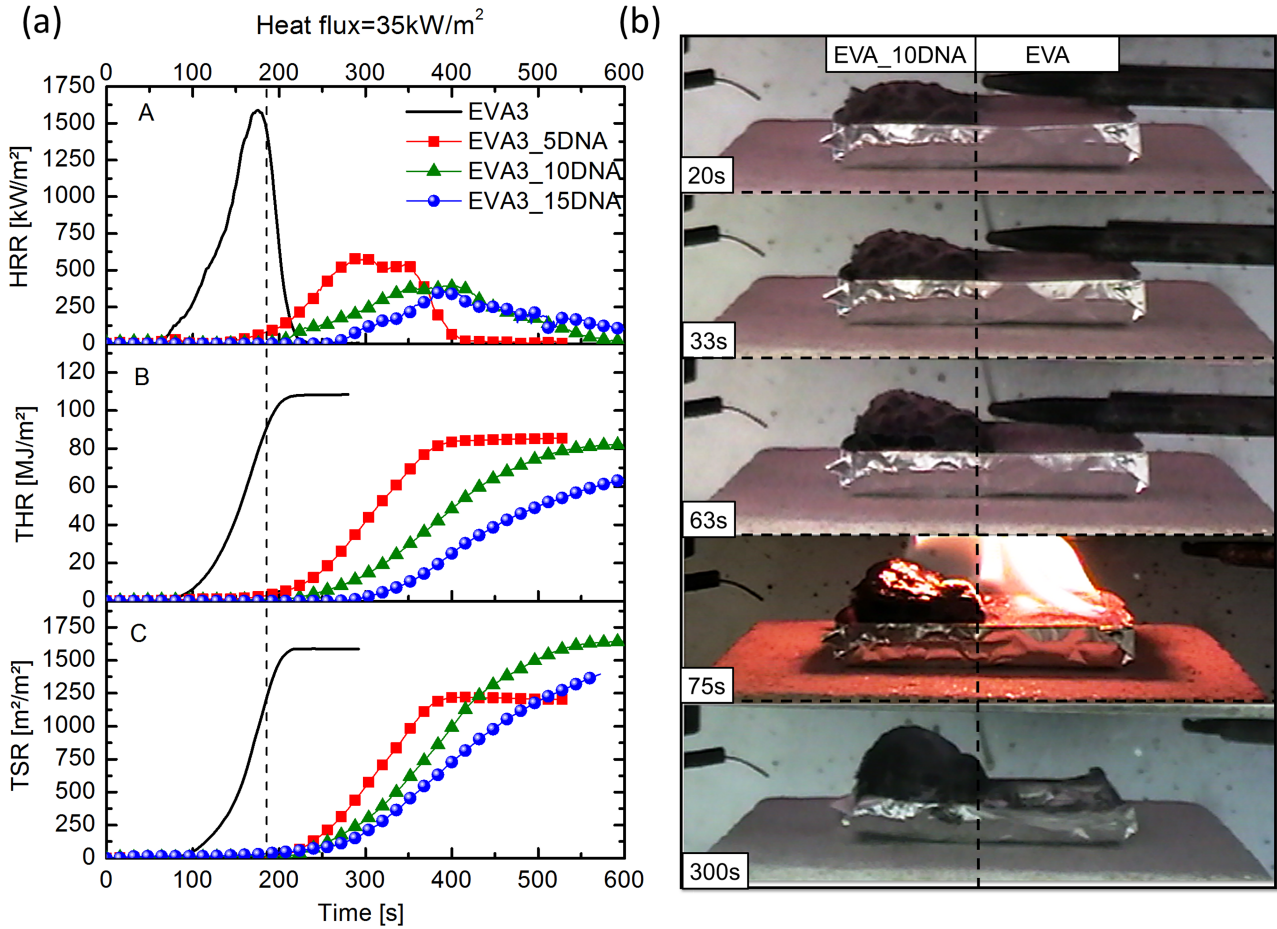 (a)
Heat flux=35kW/m²
0 100 200 300 400 500 600
A
HRR [kW/m²]
1750
1500
1250
1000
750
500
250
0
EVA3
EVA3_5DNA
EVA3_10DNA
EVA3_15DNA
B
THR [MJ/m²]
120
100
80
60
40
20
0
C
TSR [m²/m²]
1750
1500
1250
1000
750
500
250
0
0 100 200 300 400 500 600
Time [s]
(b)
EVA_10DNA EVA
20s
33s
63s
75s
300s